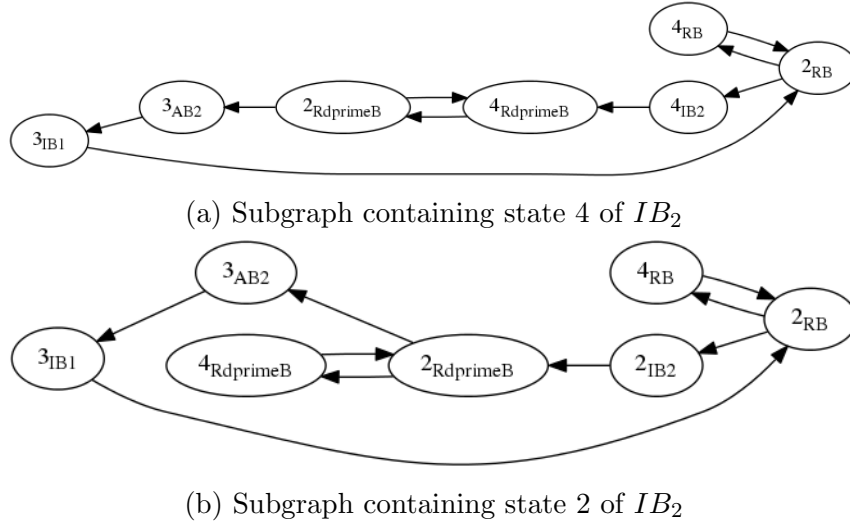 4RB
2RB
3AB2
2RdprimeB
4RdprimeB
4IB2
3IB1
(a) Subgraph containing state 4 of IB2
3AB2
4RB
2RB
3IB1
4RdprimeB
2RdprimeB
2IB2
(b) Subgraph containing state 2 of IB2